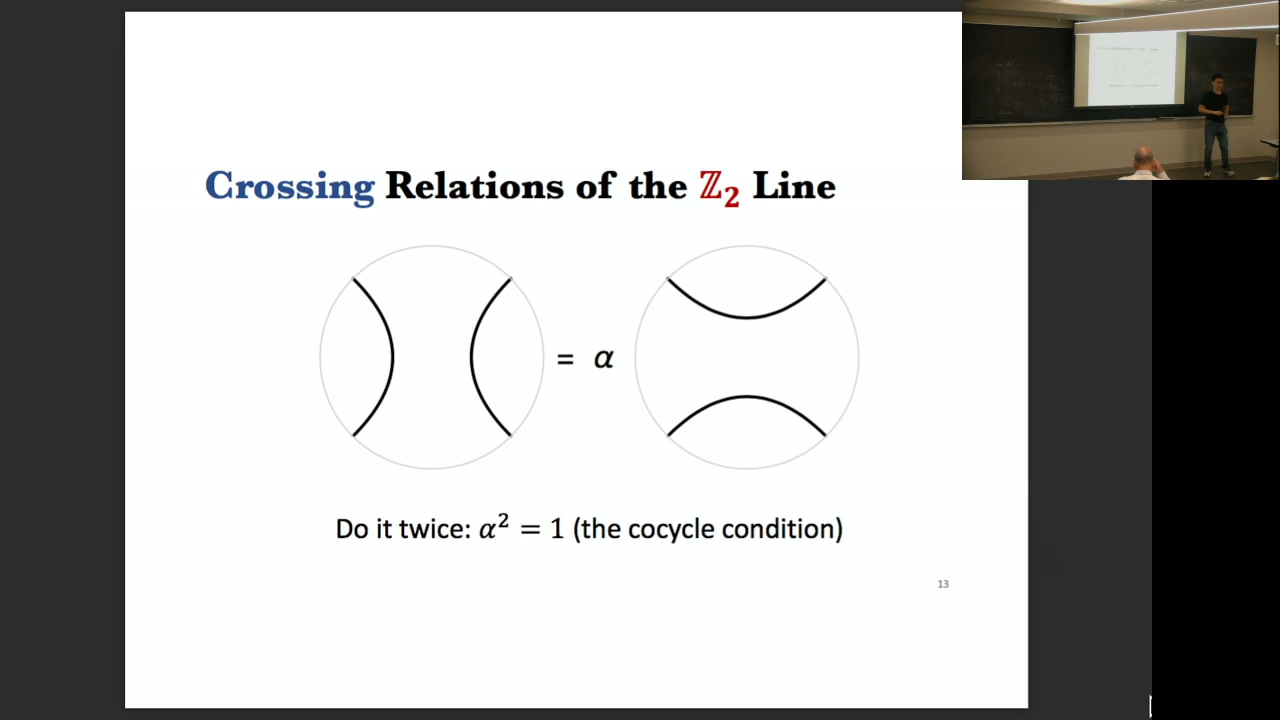 Crossing Relations of the ℤ₂ Line
= α
Do it twice: α² = 1 (the cocycle condition)
13